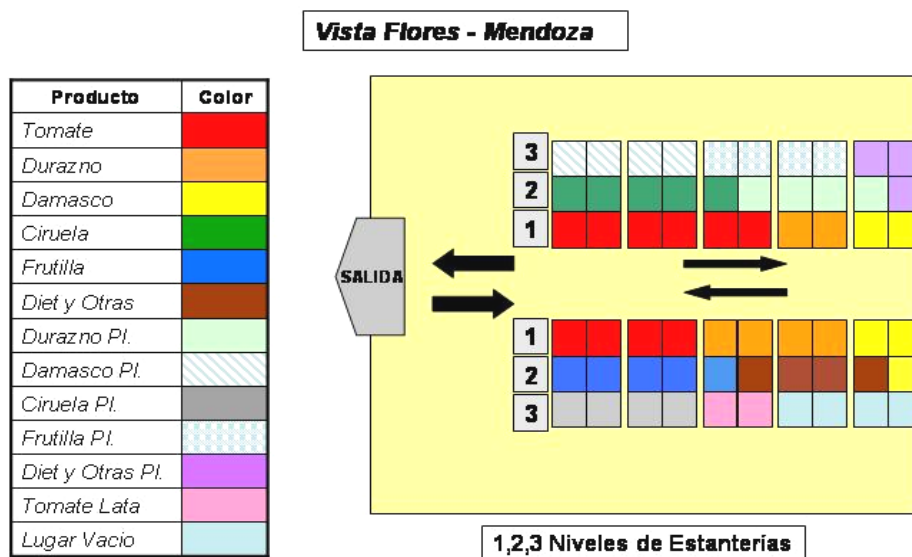 Vista Flores - Mendoza
Producto Color
Tomate
Durazno
Damasco
Ciruela
Frutilla
Diet y Otras
Durazno Pl.
Damasco Pl.
Ciruela Pl.
Frutilla Pl.
Diet y Otras Pl.
Tomate Lata
Lugar Vacio
3
2
1
SALIDA
1
2
3
1,2,3 Niveles de Estanterías